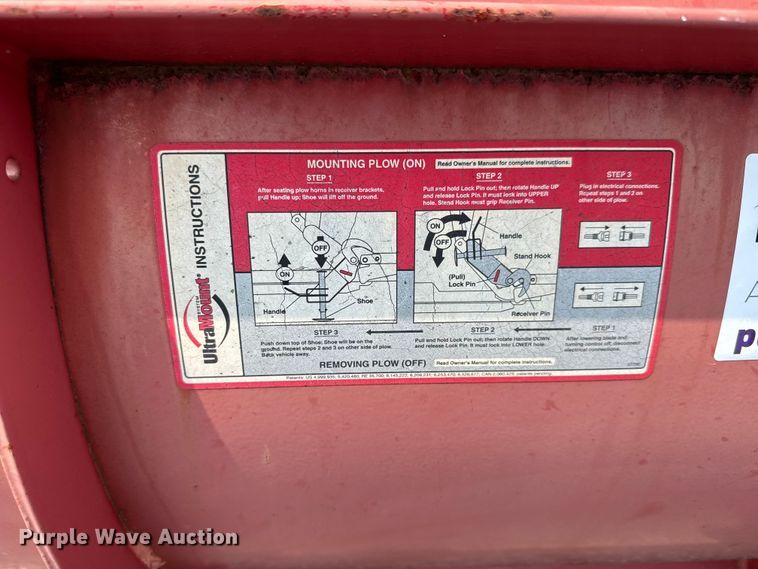 UltraMount® INSTRUCTIONS
MOUNTING PLOW (ON)
Read Owner's Manual for complete instructions.
STEP 1
After seating plow horns in receiver brackets,
pull Handle up; Shoe will lift off the ground.
ON
OFF
Handle
Shoe
STEP 2
Pull and hold Lock Pin out; then rotate Handle UP
and release Lock Pin. It must lock into UPPER
hole. Stand Hook must grip Receiver Pin.
ON
OFF
Handle
Stand Hook
(Pull)
Lock Pin
Receiver Pin
STEP 3
Plug in electrical connections.
Repeat steps 1 and 2 on
other side of plow.
STEP 3
Push down top of Shoe; Shoe will be on the
ground. Repeat steps 2 and 3 on other side of plow.
Back vehicle away.
STEP 2
Pull and hold Lock Pin out; then rotate Handle DOWN
and release Lock Pin. It must lock into LOWER hole.
STEP 1
After lowering blade and
turning control off, disconnect
electrical connections.
REMOVING PLOW (OFF)
Read Owner's Manual for complete instructions.
Purple Wave Auction